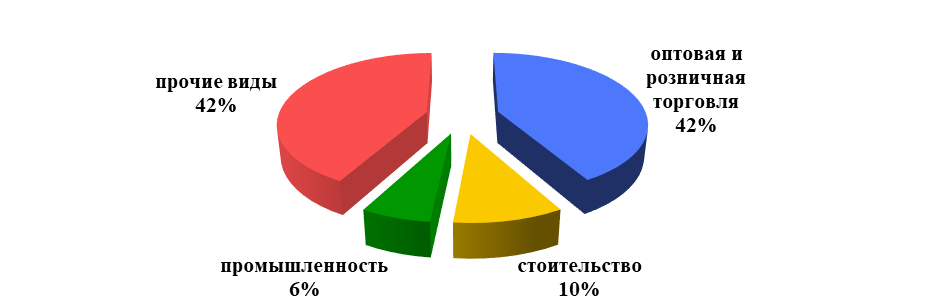 прочие виды
42%
оптовая и
розничная
торговля
42%
промышленность
6%
стоительство
10%